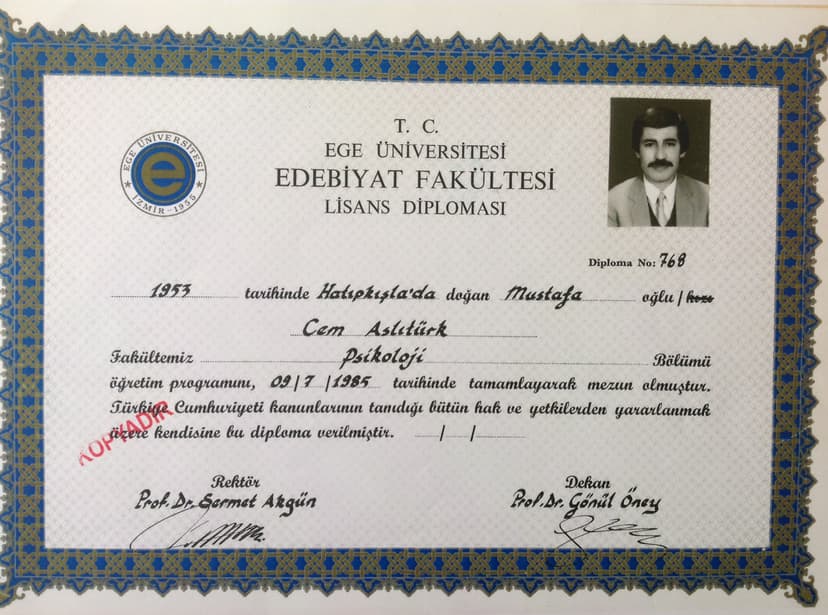 EGE ÜNİVERSİTESİ
e
İZMİR-1955
T. C.
EGE ÜNİVERSİTESİ
EDEBİYAT FAKÜLTESİ
LİSANS DİPLOMASI
Diploma No: 768
1953 tarihinde Hatıpkışla'da doğan Mustafa oğlu / kızı
Cem Aslıtürk
Fakültemiz Psikoloji Bölümü
öğretim programını, 09/7/1985 tarihinde tamamlayarak mezun olmuştur.
Türkiye Cumhuriyeti kanunlarının tanıdığı bütün hak ve yetkilerden yararlanmak
üzere kendisine bu diploma verilmiştir. / /
KOPYADIR
Rektör Dekan
Prof. Dr. Sermet Akgün Prof. Dr. Gönül Öney